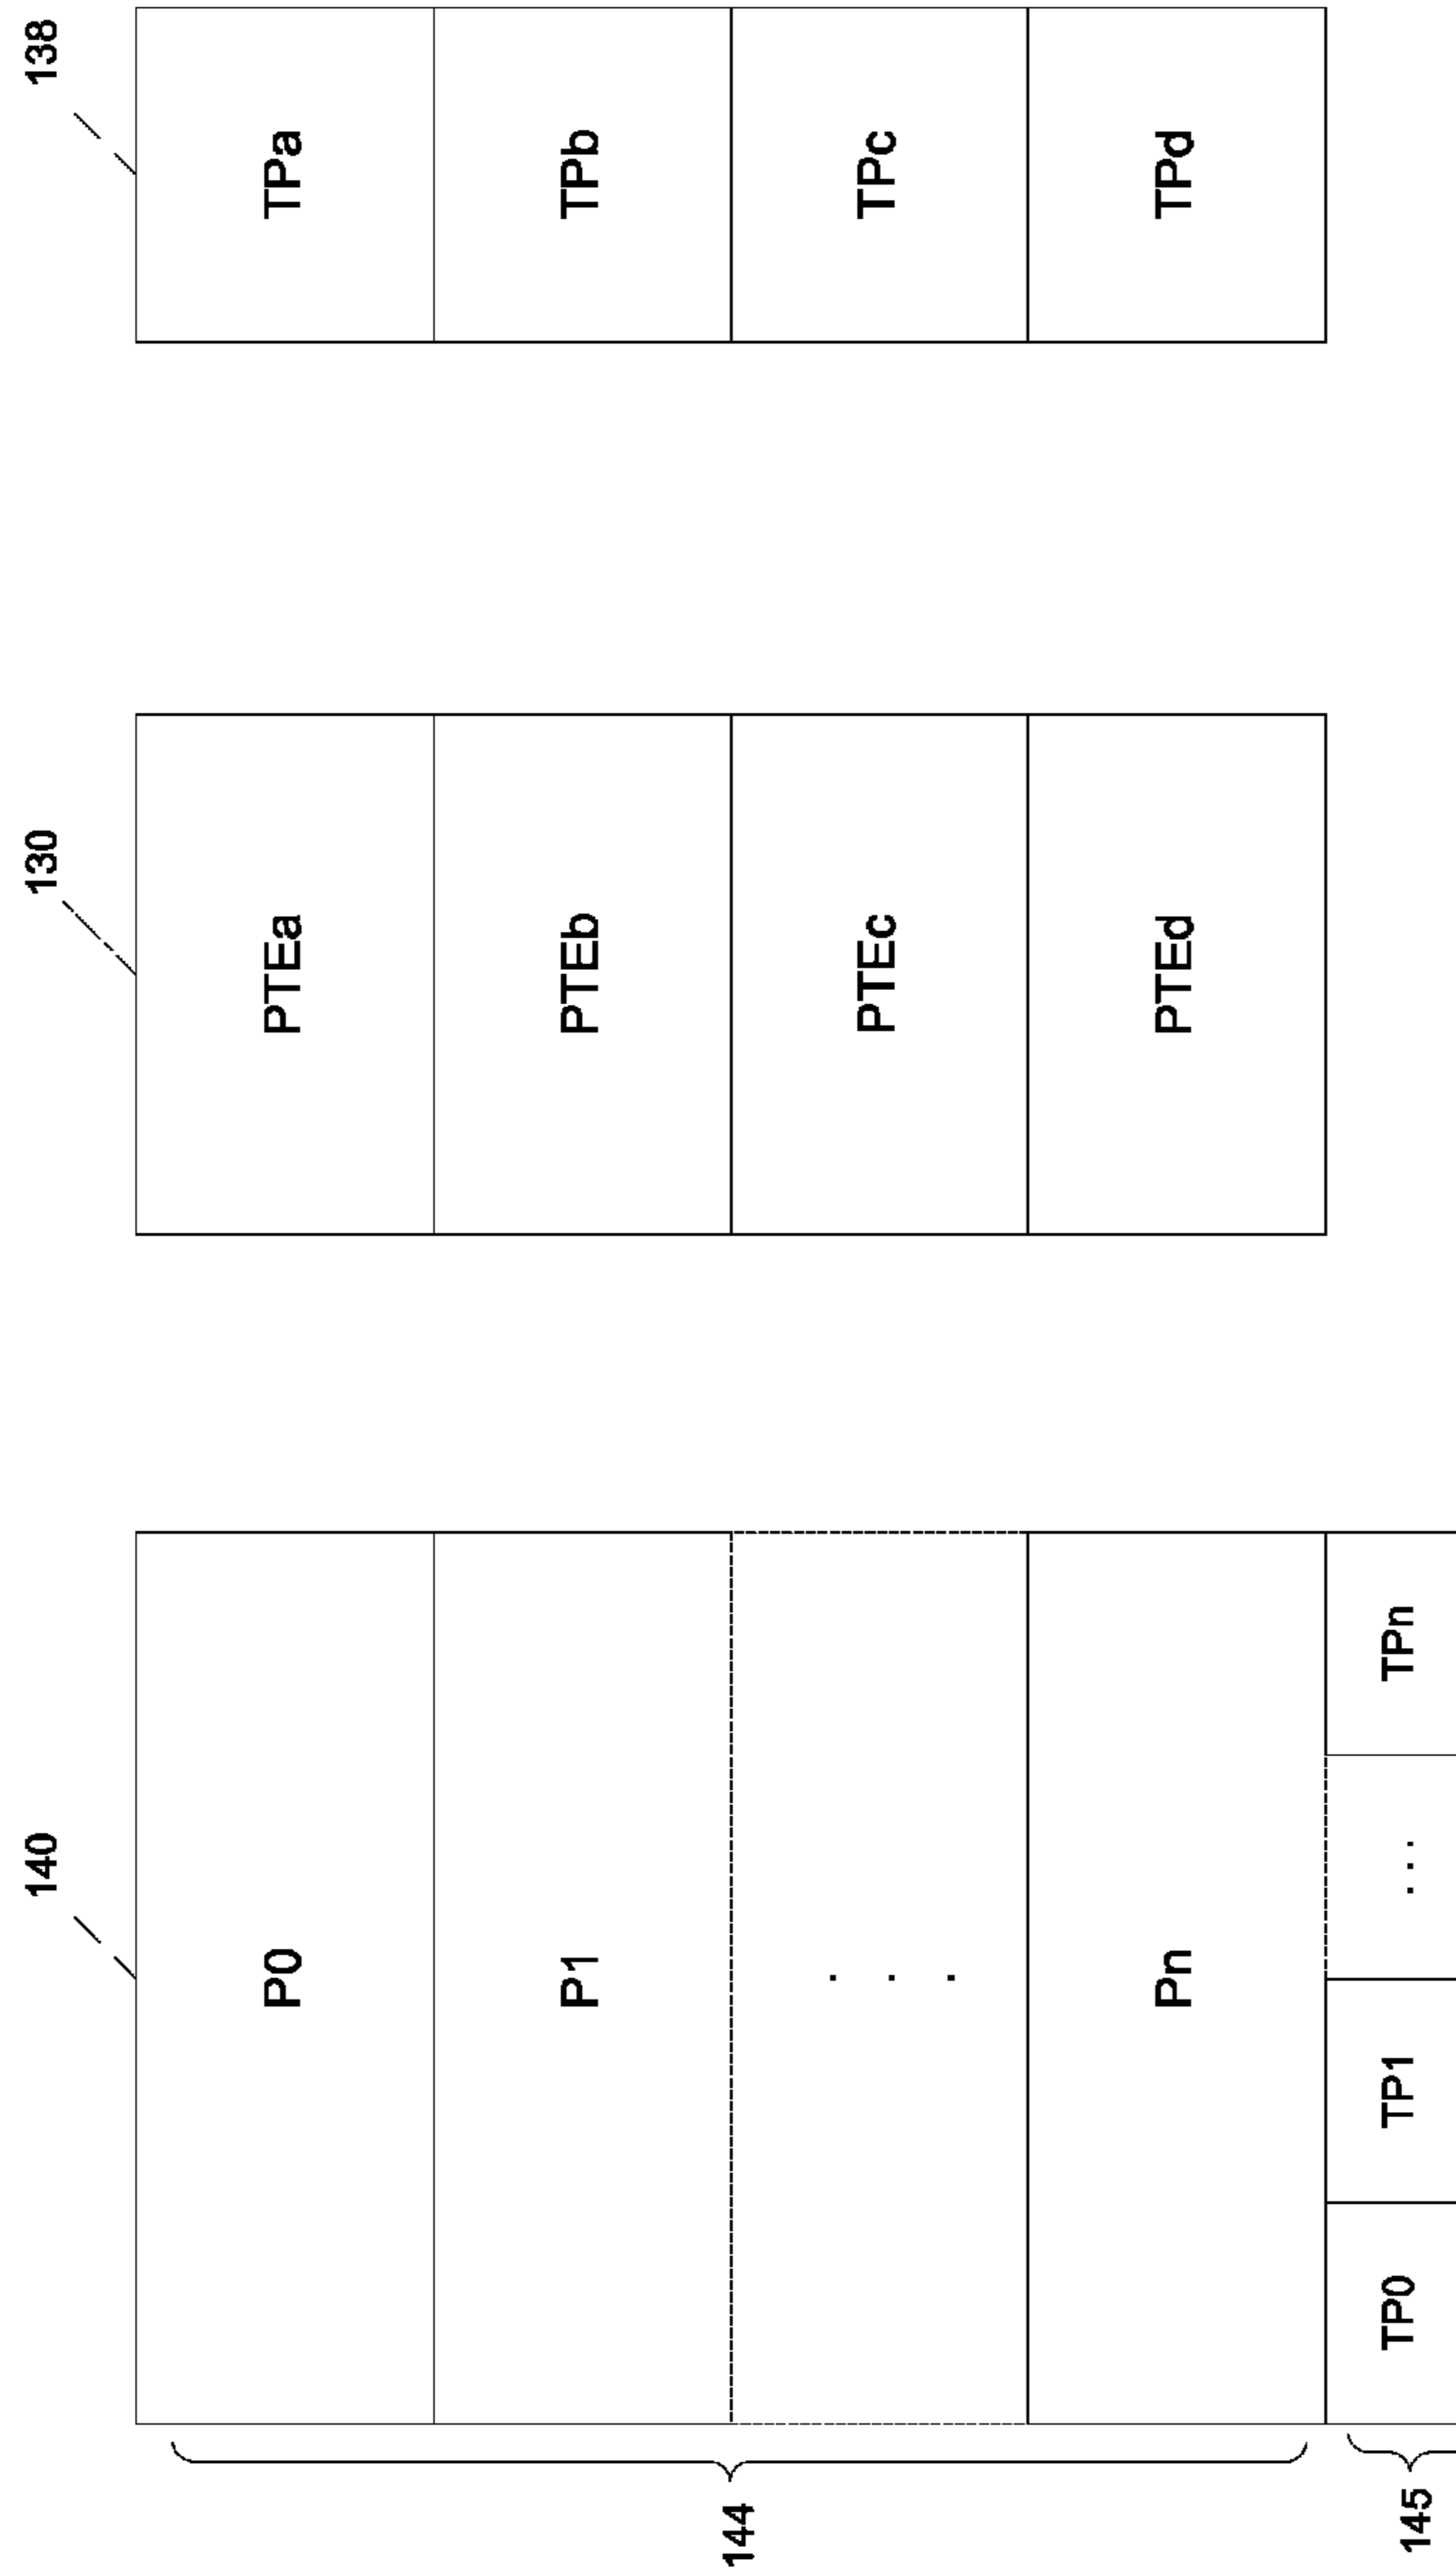 140
P0
P1
. . .
Pn
144
TP0
TP1
. . .
TPn
145
130
PTEa
PTEb
PTEc
PTEd
138
TPa
TPb
TPc
TPd